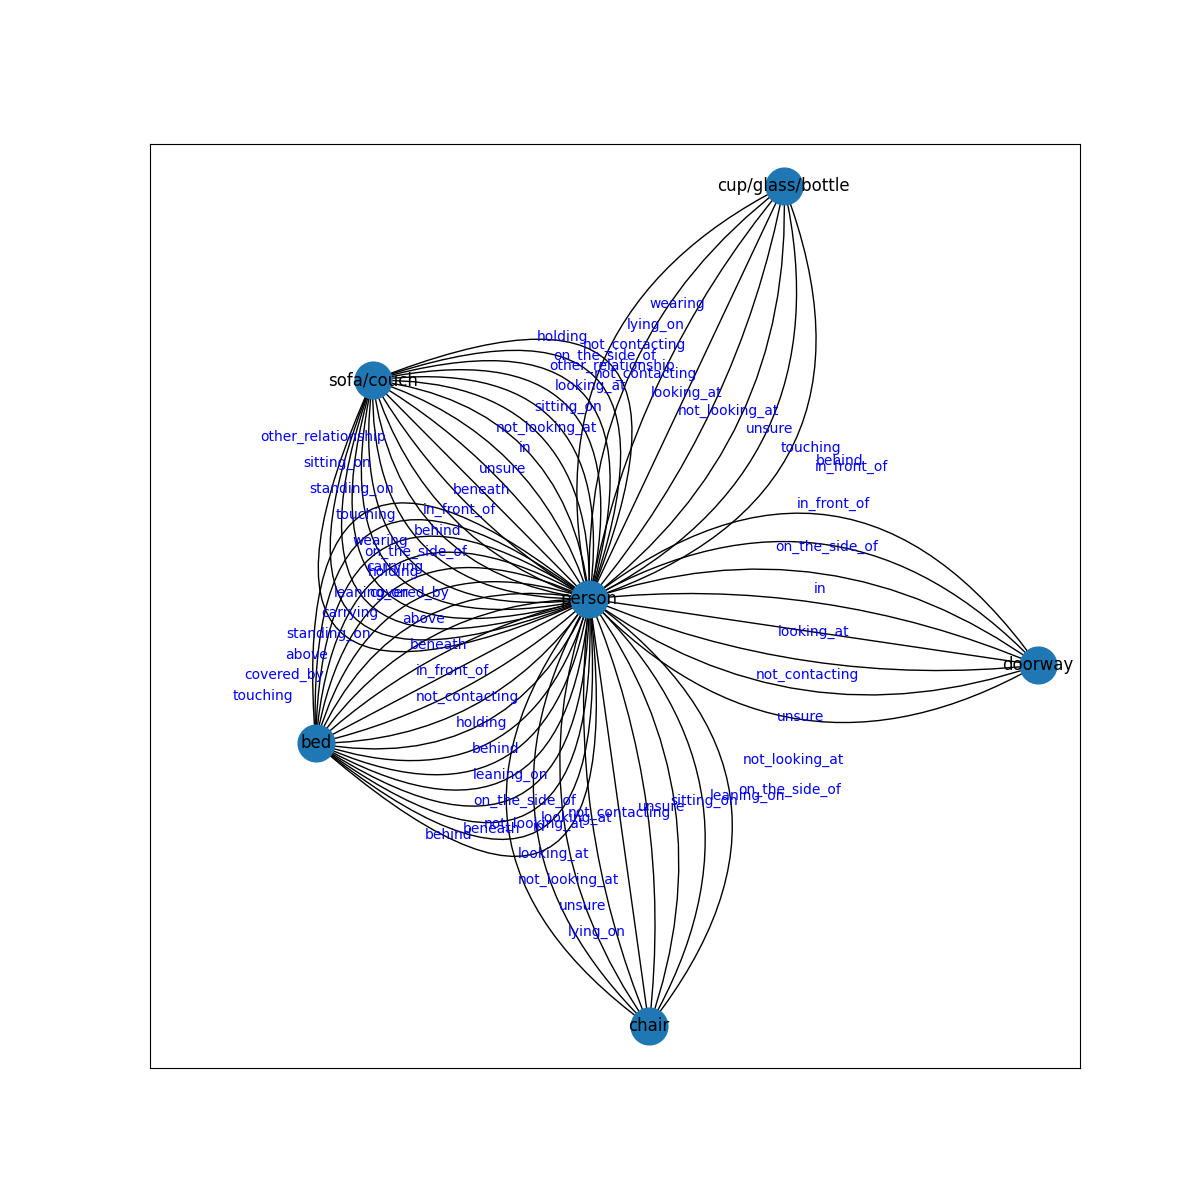 cup/glass/bottle
wearing
lying_on
holding
not_contacting
on_the_side_of
other_relationship
not_contacting
sofa/couch
looking_at
looking_at
sitting_on
not_looking_at
unsure
not_looking_at
other_relationship
in
touching
behind
in_front_of
sitting_on
unsure
standing_on
beneath
in_front_of
touching
in_front_of
behind
wearing
on_the_side_of
on_the_side_of
carrying
holding
in
leaning_on
covered_by
person
carrying
above
looking_at
standing_on
beneath
above
doorway
in_front_of
covered_by
not_contacting
touching
not_contacting
holding
unsure
bed
behind
not_looking_at
leaning_on
on_the_side_of
leaning_on
on_the_side_of
sitting_on
unsure
not_contacting
looking_at
not_looking_at
in
beneath
behind
looking_at
not_looking_at
unsure
lying_on
chair